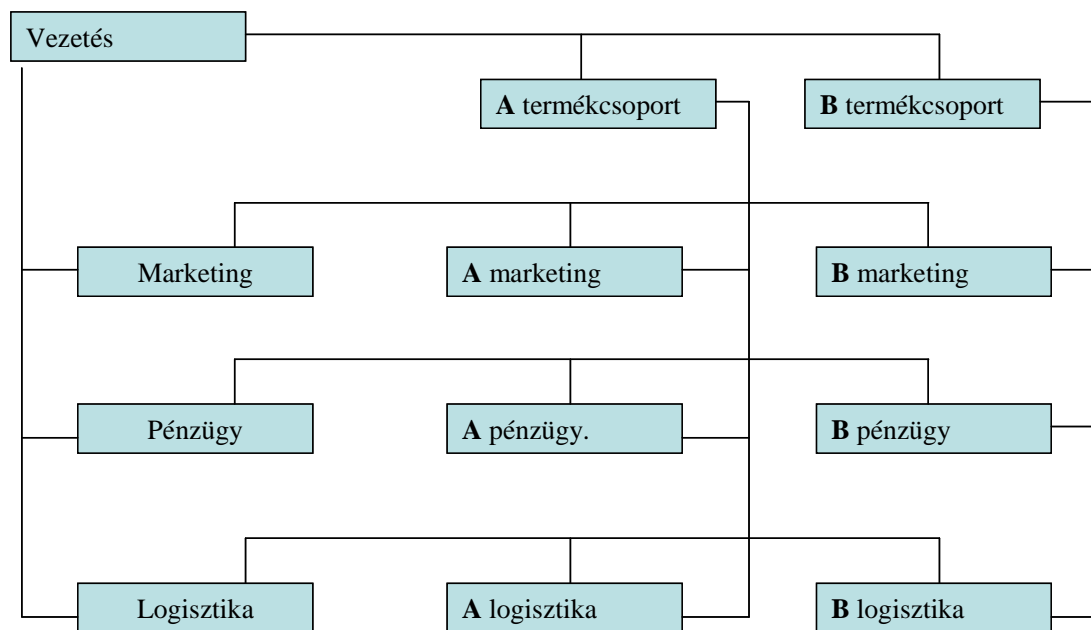 Vezetés
A termékcsoport
B termékcsoport
Marketing
A marketing
B marketing
Pénzügy
A pénzügy.
B pénzügy
Logisztika
A logisztika
B logisztika